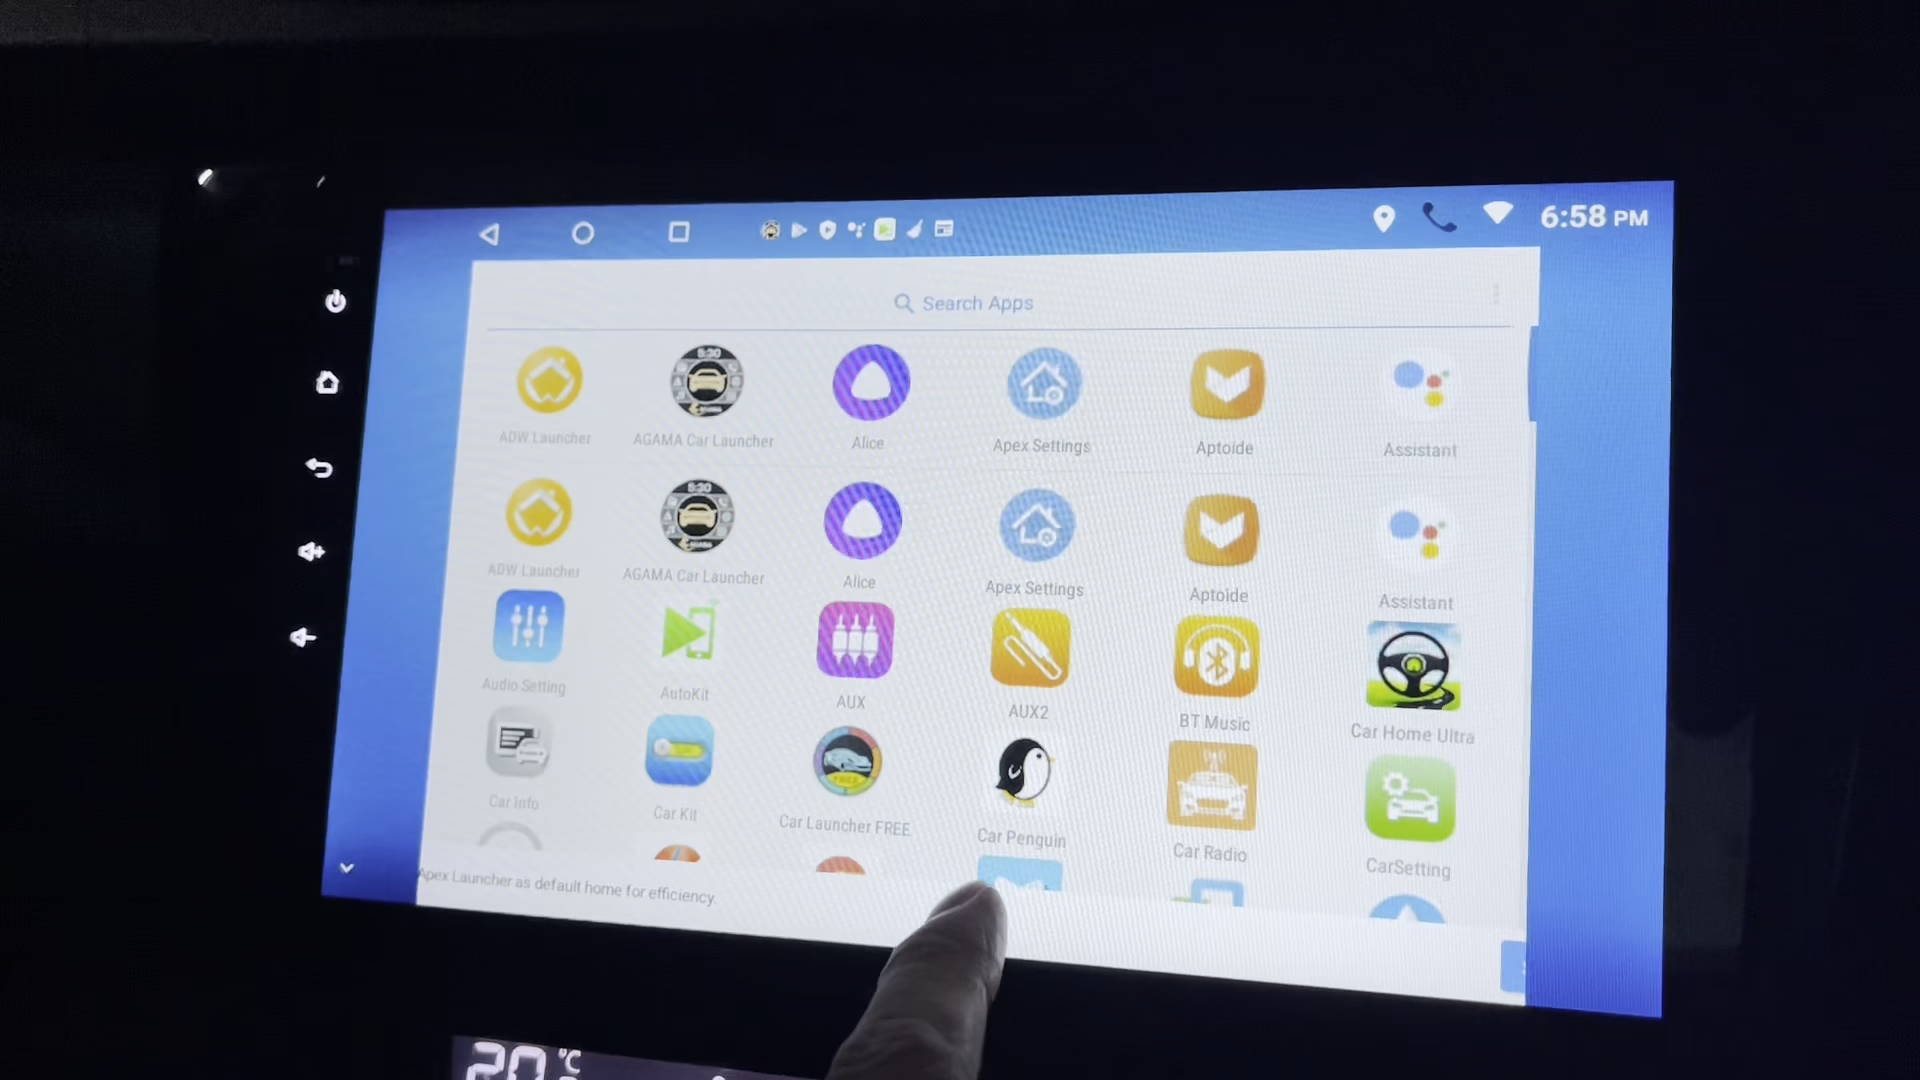 6:58 PM
Search Apps
ADW Launcher
AGAMA Car Launcher
Alice
Apex Settings
Aptoide
Assistant
ADW Launcher
AGAMA Car Launcher
Alice
Apex Settings
Aptoide
Assistant
Audio Setting
AutoKit
AUX
AUX2
BT Music
Car Home Ultra
Car Info
Car Kit
Car Launcher FREE
Car Penguin
Car Radio
CarSetting
Apex Launcher as default home for efficiency.
20 °C